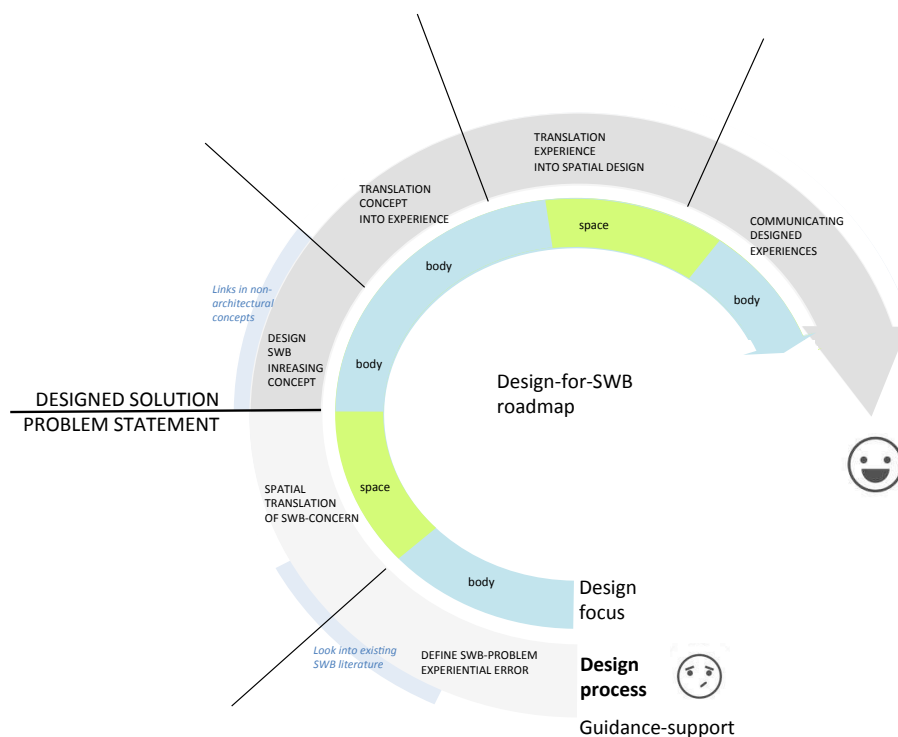 TRANSLATION
EXPERIENCE
INTO SPATIAL DESIGN
TRANSLATION
CONCEPT
INTO EXPERIENCE
COMMUNICATING
DESIGNED
EXPERIENCES
space
body
body
Links in non-
architectural
concepts
DESIGN
SWB
INREASING
CONCEPT
body
Design-for-SWB
roadmap
DESIGNED SOLUTION
PROBLEM STATEMENT
SPATIAL
TRANSLATION
OF SWB-CONCERN
space
body
Design
focus
Look into existing
SWB literature
DEFINE SWB-PROBLEM
EXPERIENTIAL ERROR
Design
process
Guidance-support